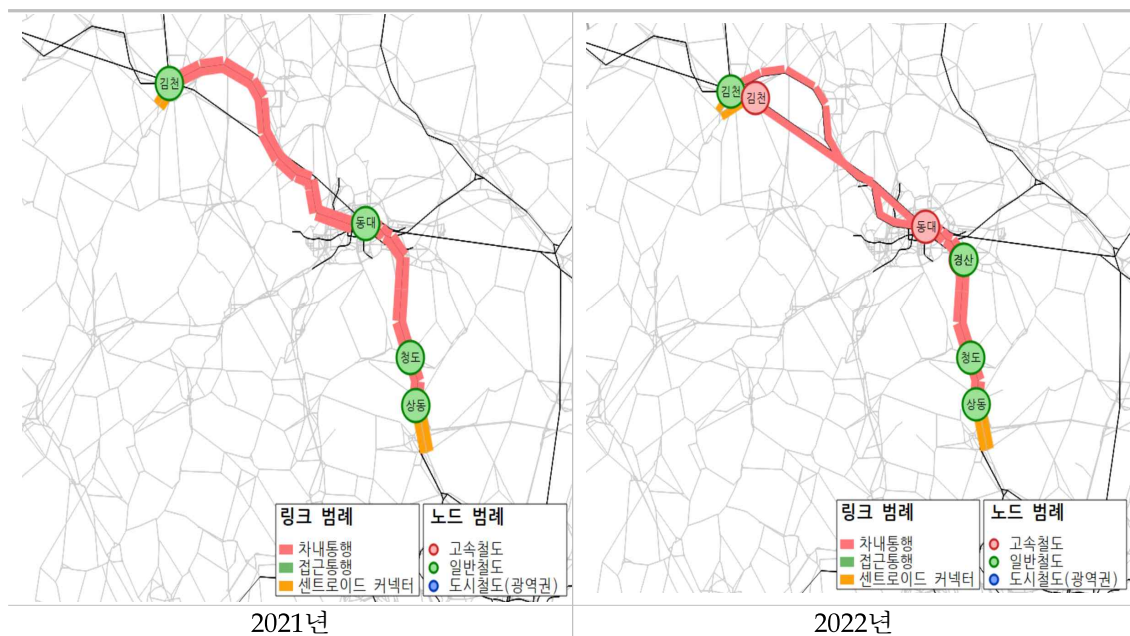 김천
동대
청도
상동
링크 범례
차내통행
접근통행
센트로이드 커넥터
노드 범례
고속철도
일반철도
도시철도(광역권)
2021년
김천
김천
동대
경산
청도
상동
링크 범례
차내통행
접근통행
센트로이드 커넥터
노드 범례
고속철도
일반철도
도시철도(광역권)
2022년